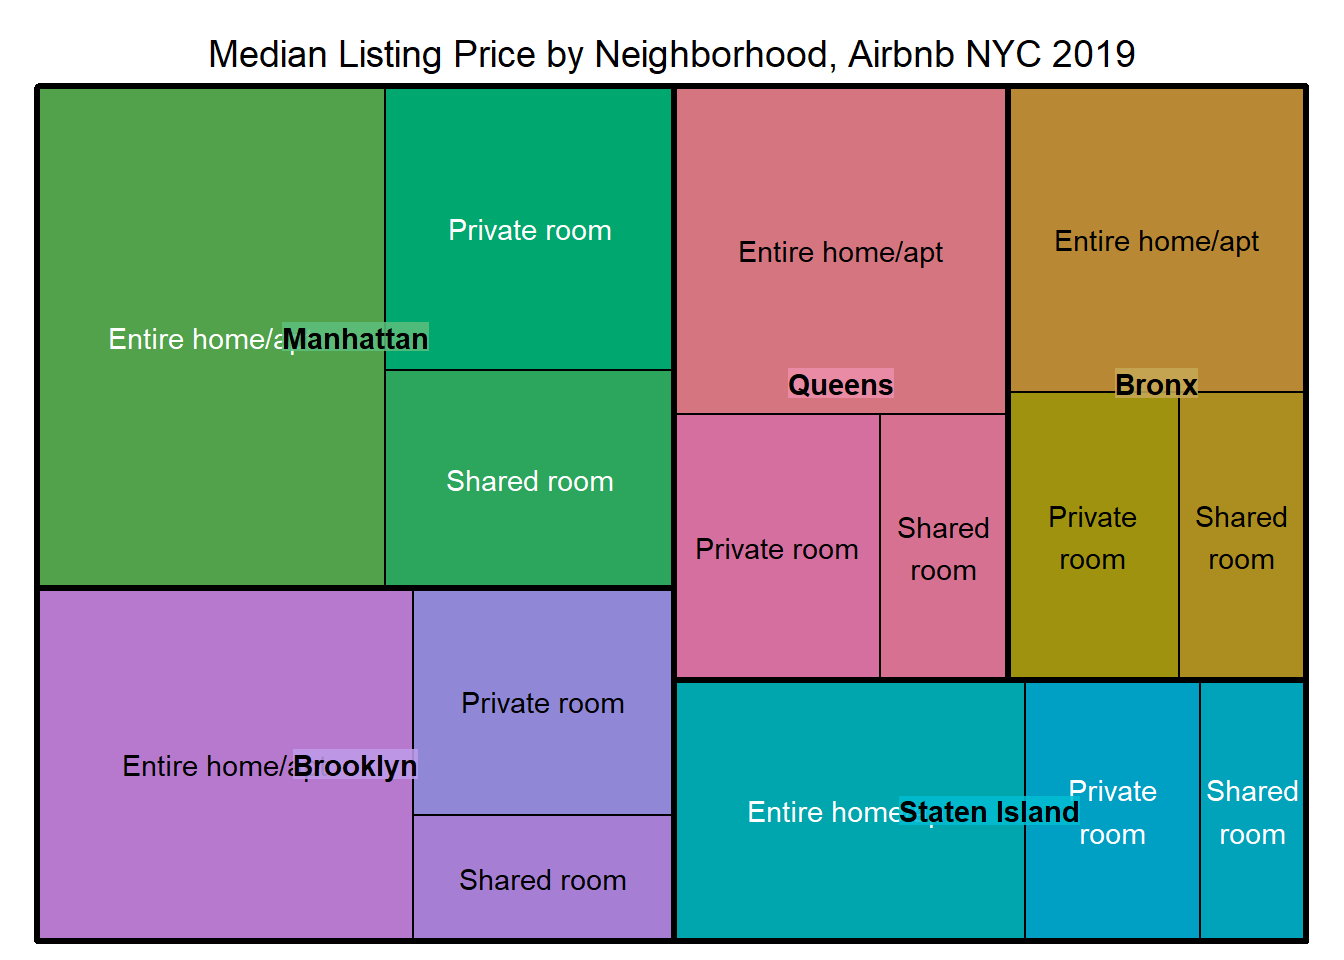 Median Listing Price by Neighborhood, Airbnb NYC 2019
Entire home/a
Manhattan
Private room
Shared room
Entire home/apt
Queens
Private room
Shared
room
Entire home/apt
Bronx
Private
room
Shared
room
Entire home/a
Brooklyn
Private room
Shared room
Entire home
Staten Island
Private
room
Shared
room